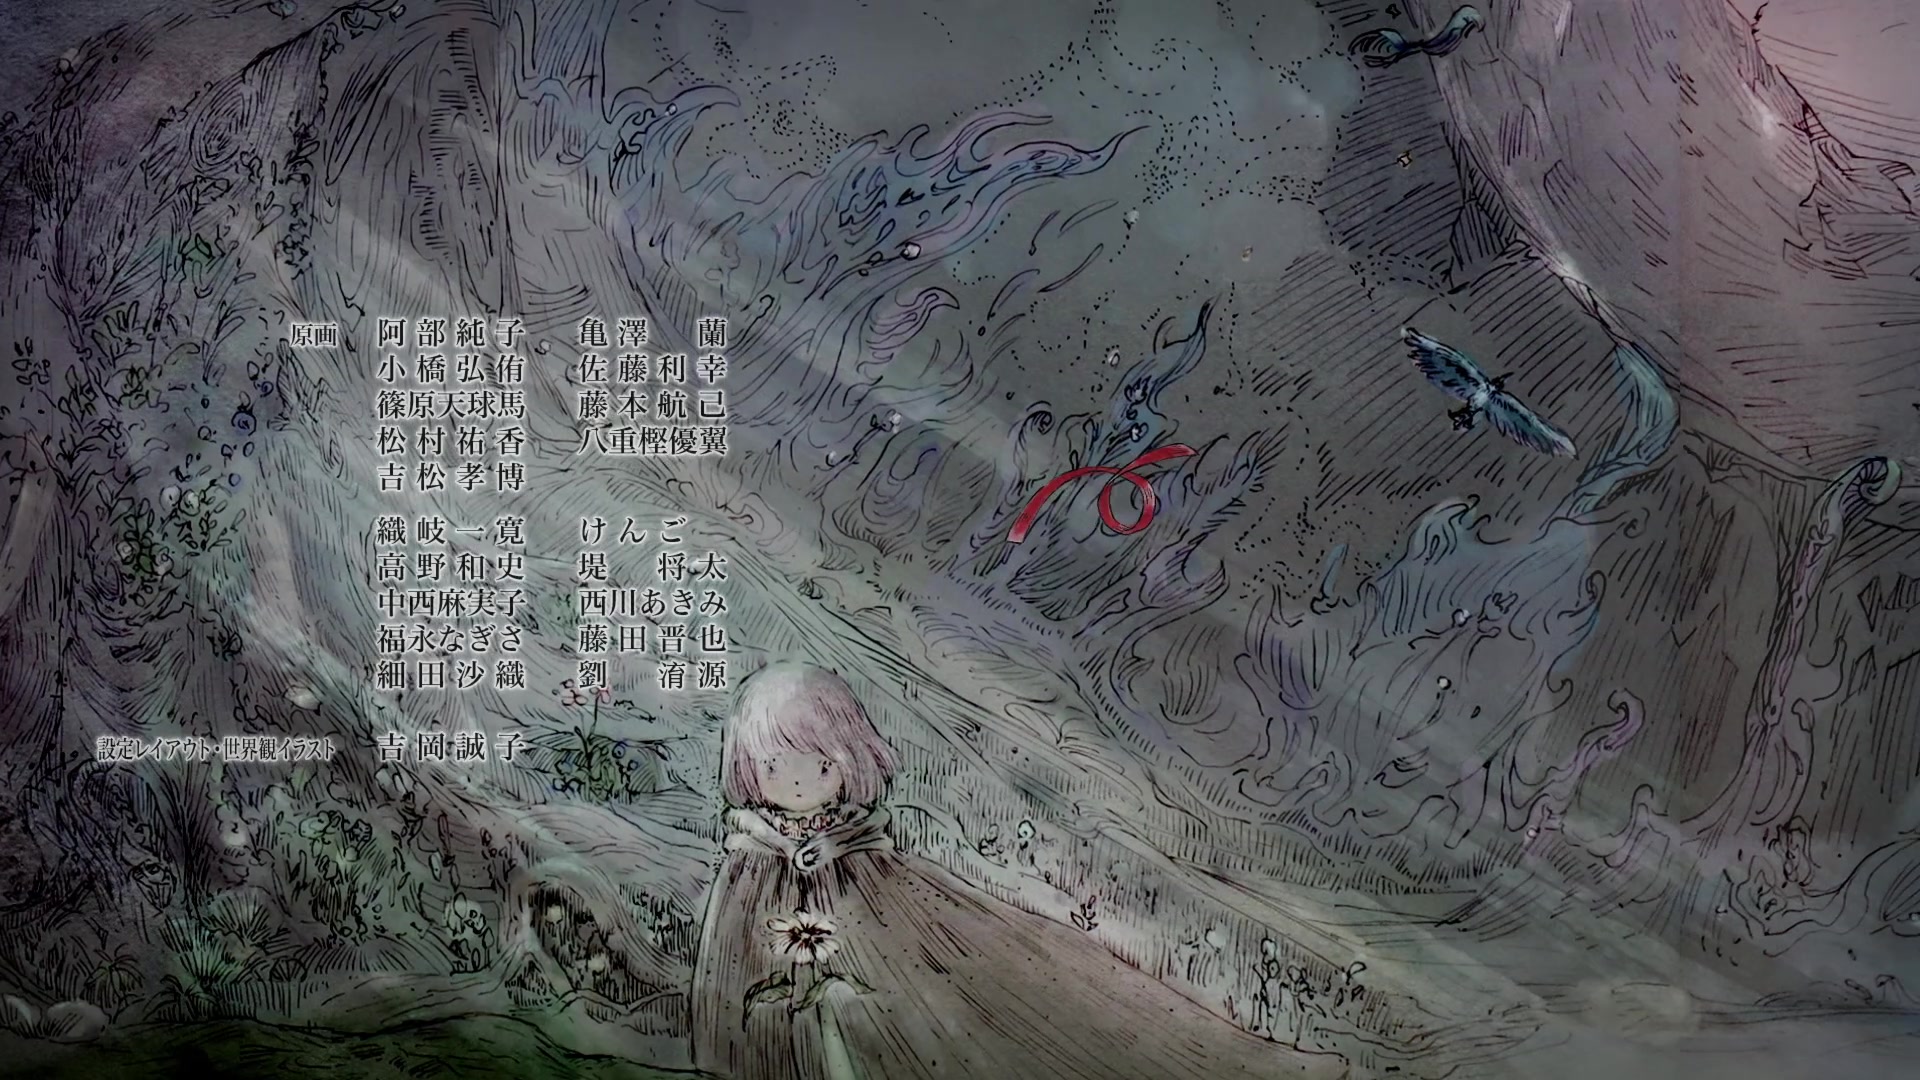 原画 阿部純子 亀澤蘭
小橋弘侑 佐藤利幸
篠原天球馬 藤本航己
松村祐香 八重樫優翼
吉松孝博
織岐一寛 けんご
高野和史 堤将太
中西麻実子 西川あきみ
福永なぎさ 藤田晋也
細田沙織 劉淯源
設定レイアウト・世界観イラスト 吉岡誠子